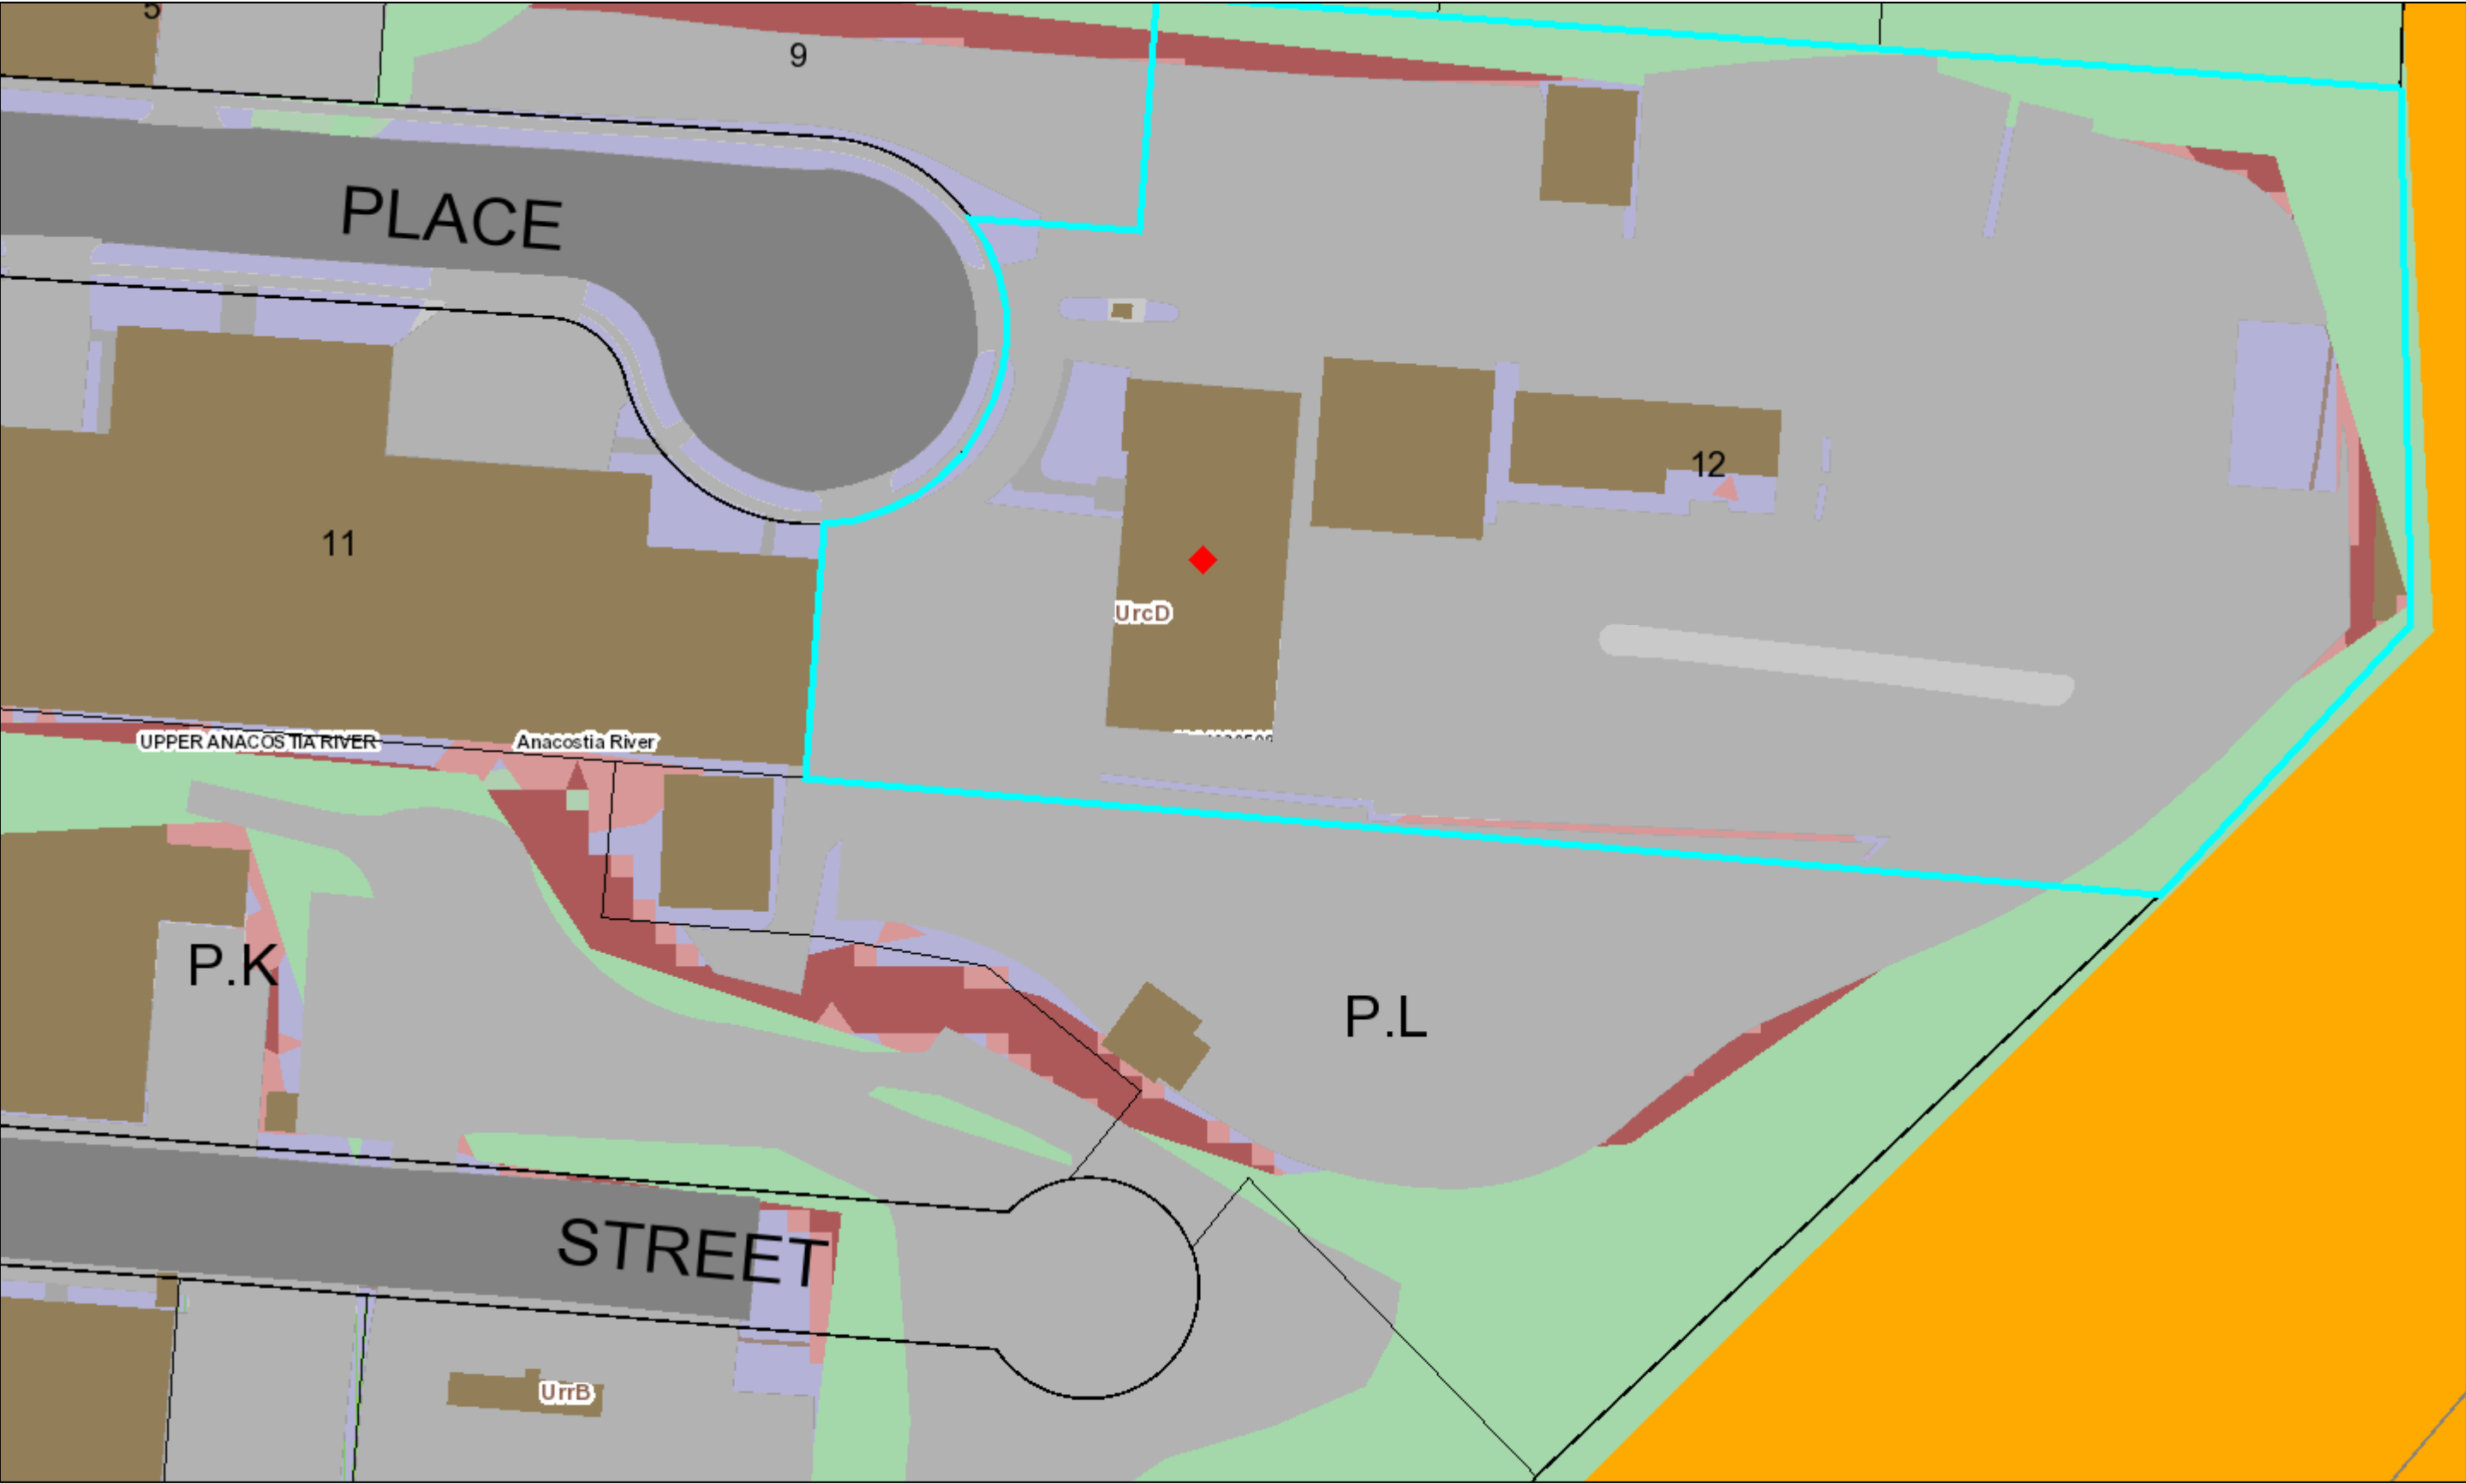 5
9
PLACE
12
11
UrcD
UPPER ANACOSTIA RIVER
Anacostia River
P.K
P.L
STREET
UrrB